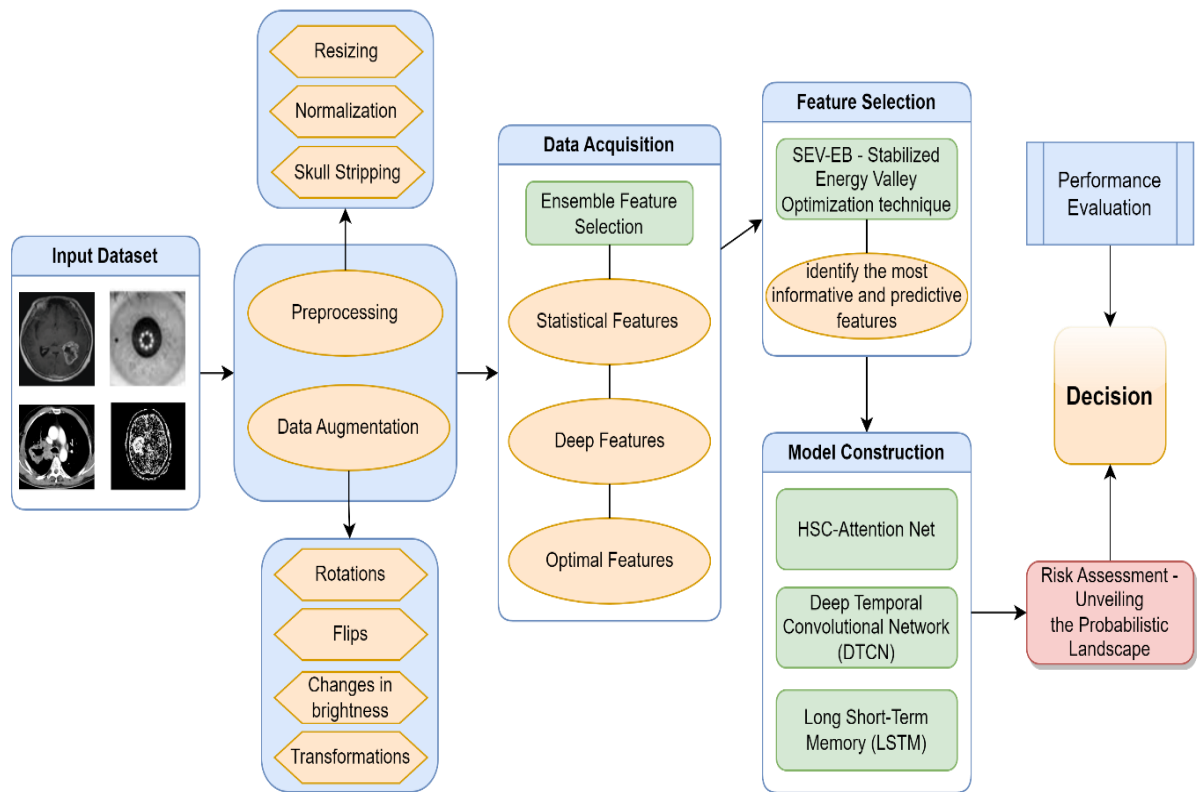 Input Dataset
Resizing
Normalization
Skull Stripping
Preprocessing
Data Augmentation
Rotations
Flips
Changes in
brightness
Transformations
Data Acquisition
Ensemble Feature
Selection
Statistical Features
Deep Features
Optimal Features
Feature Selection
SEV-EB - Stabilized
Energy Valley
Optimization technique
identify the most
informative and predictive
features
Model Construction
HSC-Attention Net
Deep Temporal
Convolutional Network
(DTCN)
Long Short-Term
Memory (LSTM)
Performance
Evaluation
Decision
Risk Assessment -
Unveiling
the Probabilistic
Landscape